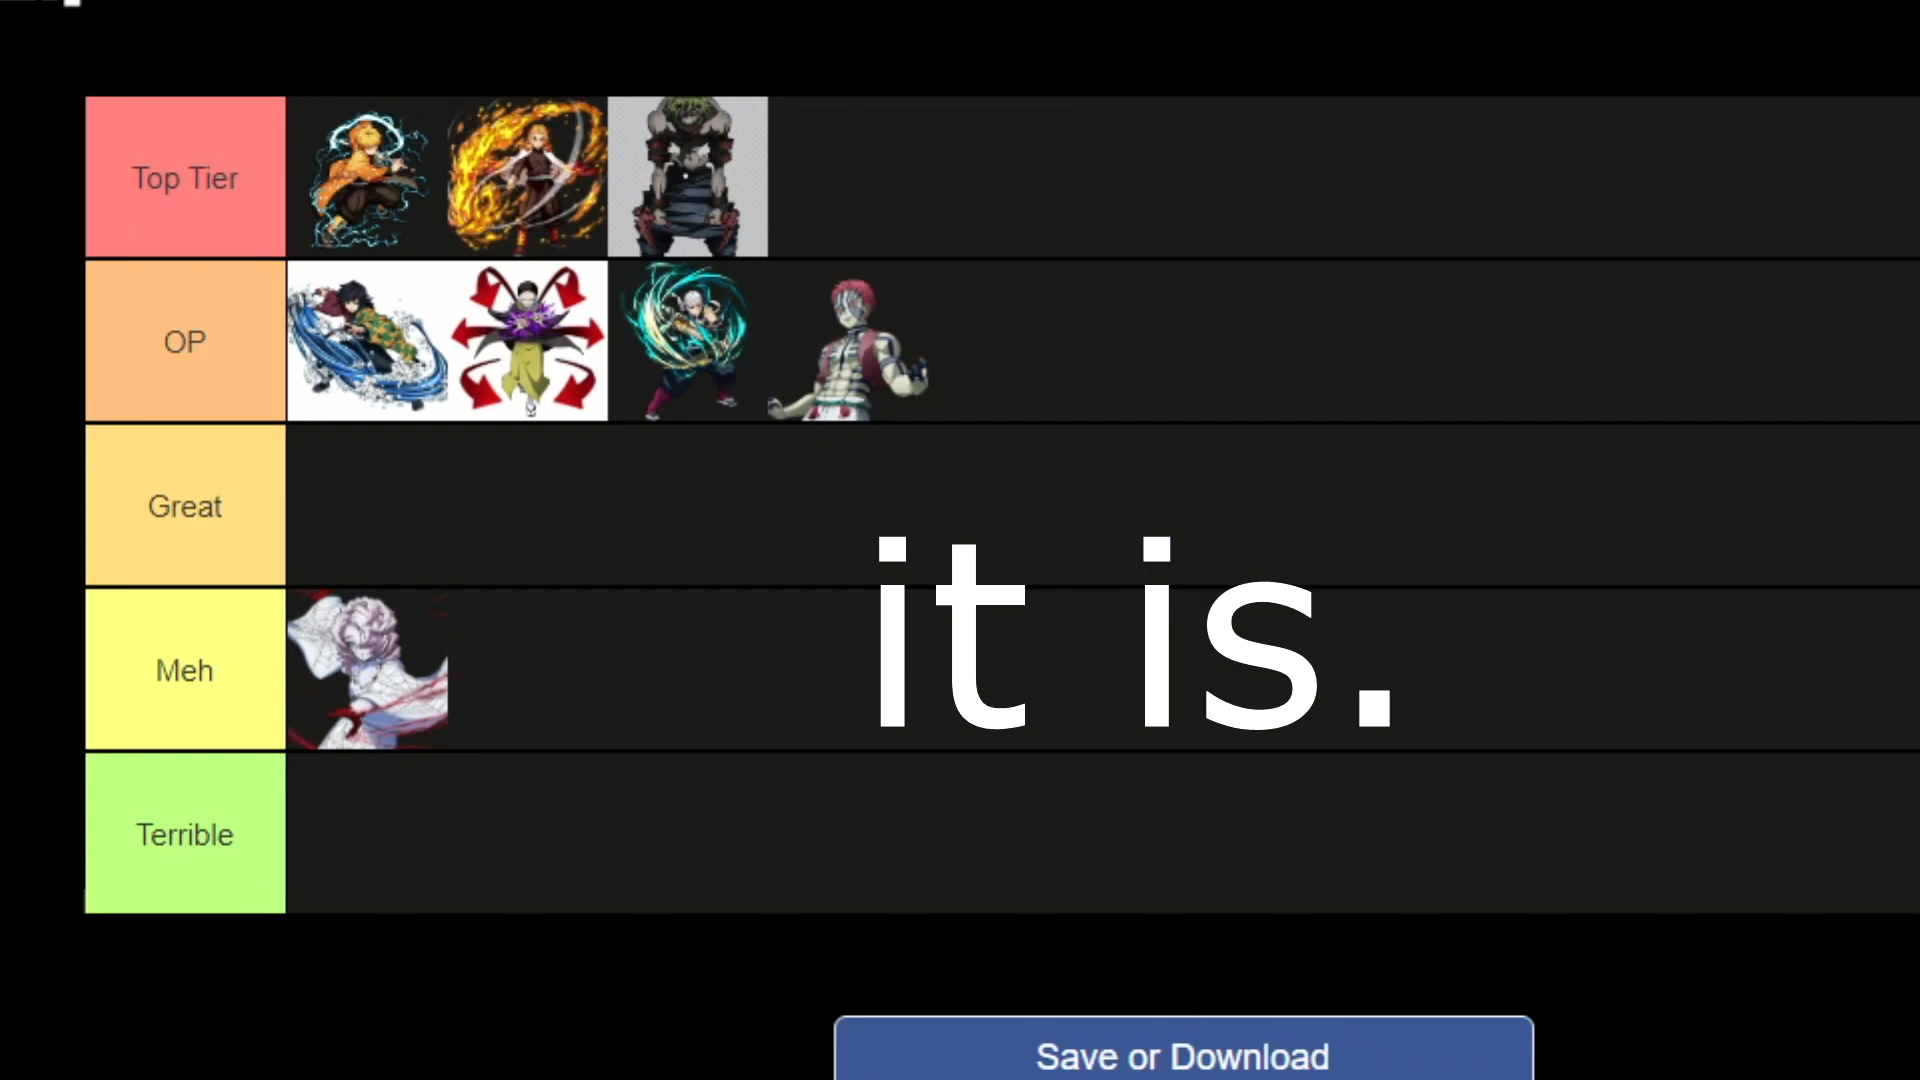 Top Tier
OP
Great
it is.
Meh
Terrible
Save or Download